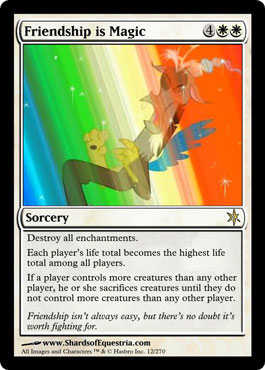 Friendship is Magic 4
Sorcery
Destroy all enchantments.
Each player's life total becomes the highest life
total among all players.
If a player controls more creatures than any other
player, he or she sacrifices creatures until they do
not control more creatures than any other player.
Friendship isn't always easy, but there's no doubt it's
worth fighting for.
www.ShardsofEquestria.com
All Images and Characters ™ & © Hasbro Inc. 12/270